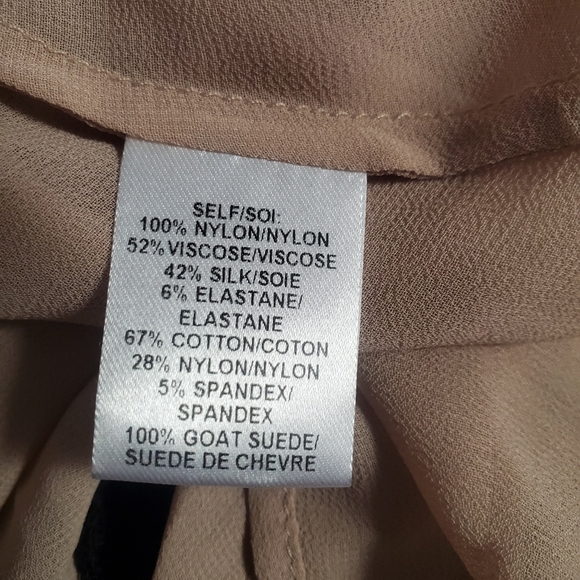 SELF/SOI:
100% NYLON/NYLON
52% VISCOSE/VISCOSE
42% SILK/SOIE
6% ELASTANE/
ELASTANE
67% COTTON/COTON
28% NYLON/NYLON
5% SPANDEX/
SPANDEX
100% GOAT SUEDE/
SUEDE DE CHEVRE